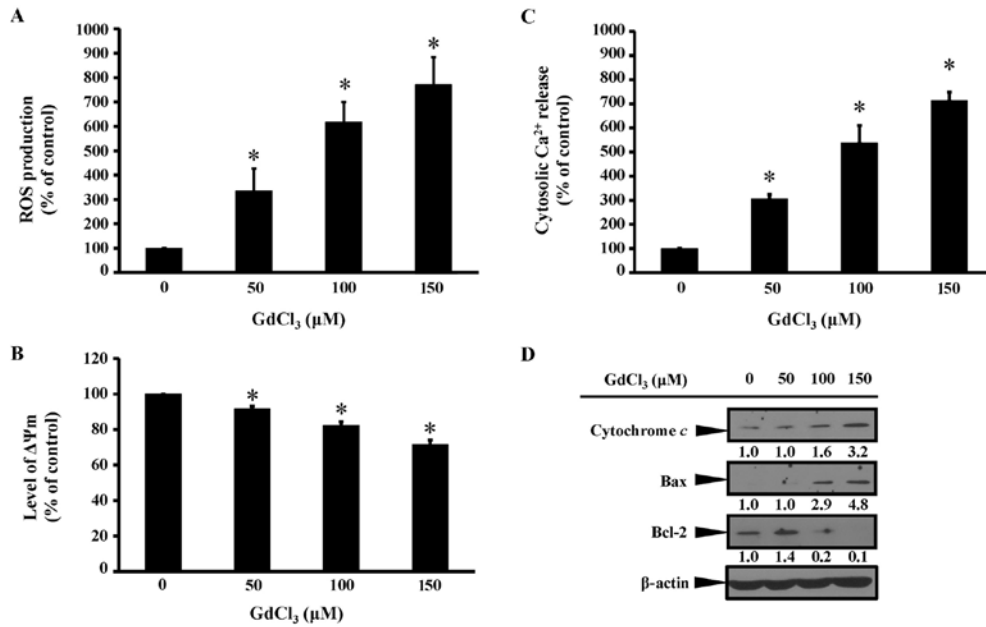 A
ROS production
(% of control)
1000
900
800
700
600
500
400
300
200
100
0
*
*
*
0 50 100 150
GdCl₃ (μM)
C
Cytosolic Ca²⁺ release
(% of control)
1000
900
800
700
600
500
400
300
200
100
0
*
*
*
0 50 100 150
GdCl₃ (μM)
B
Level of ΔΨm
(% of control)
120
100
80
60
40
20
0
*
*
*
0 50 100 150
GdCl₃ (μM)
D
GdCl₃ (μM) 0 50 100 150
Cytochrome c
1.0 1.0 1.6 3.2
Bax
1.0 1.0 2.9 4.8
Bcl-2
1.0 1.4 0.2 0.1
β-actin